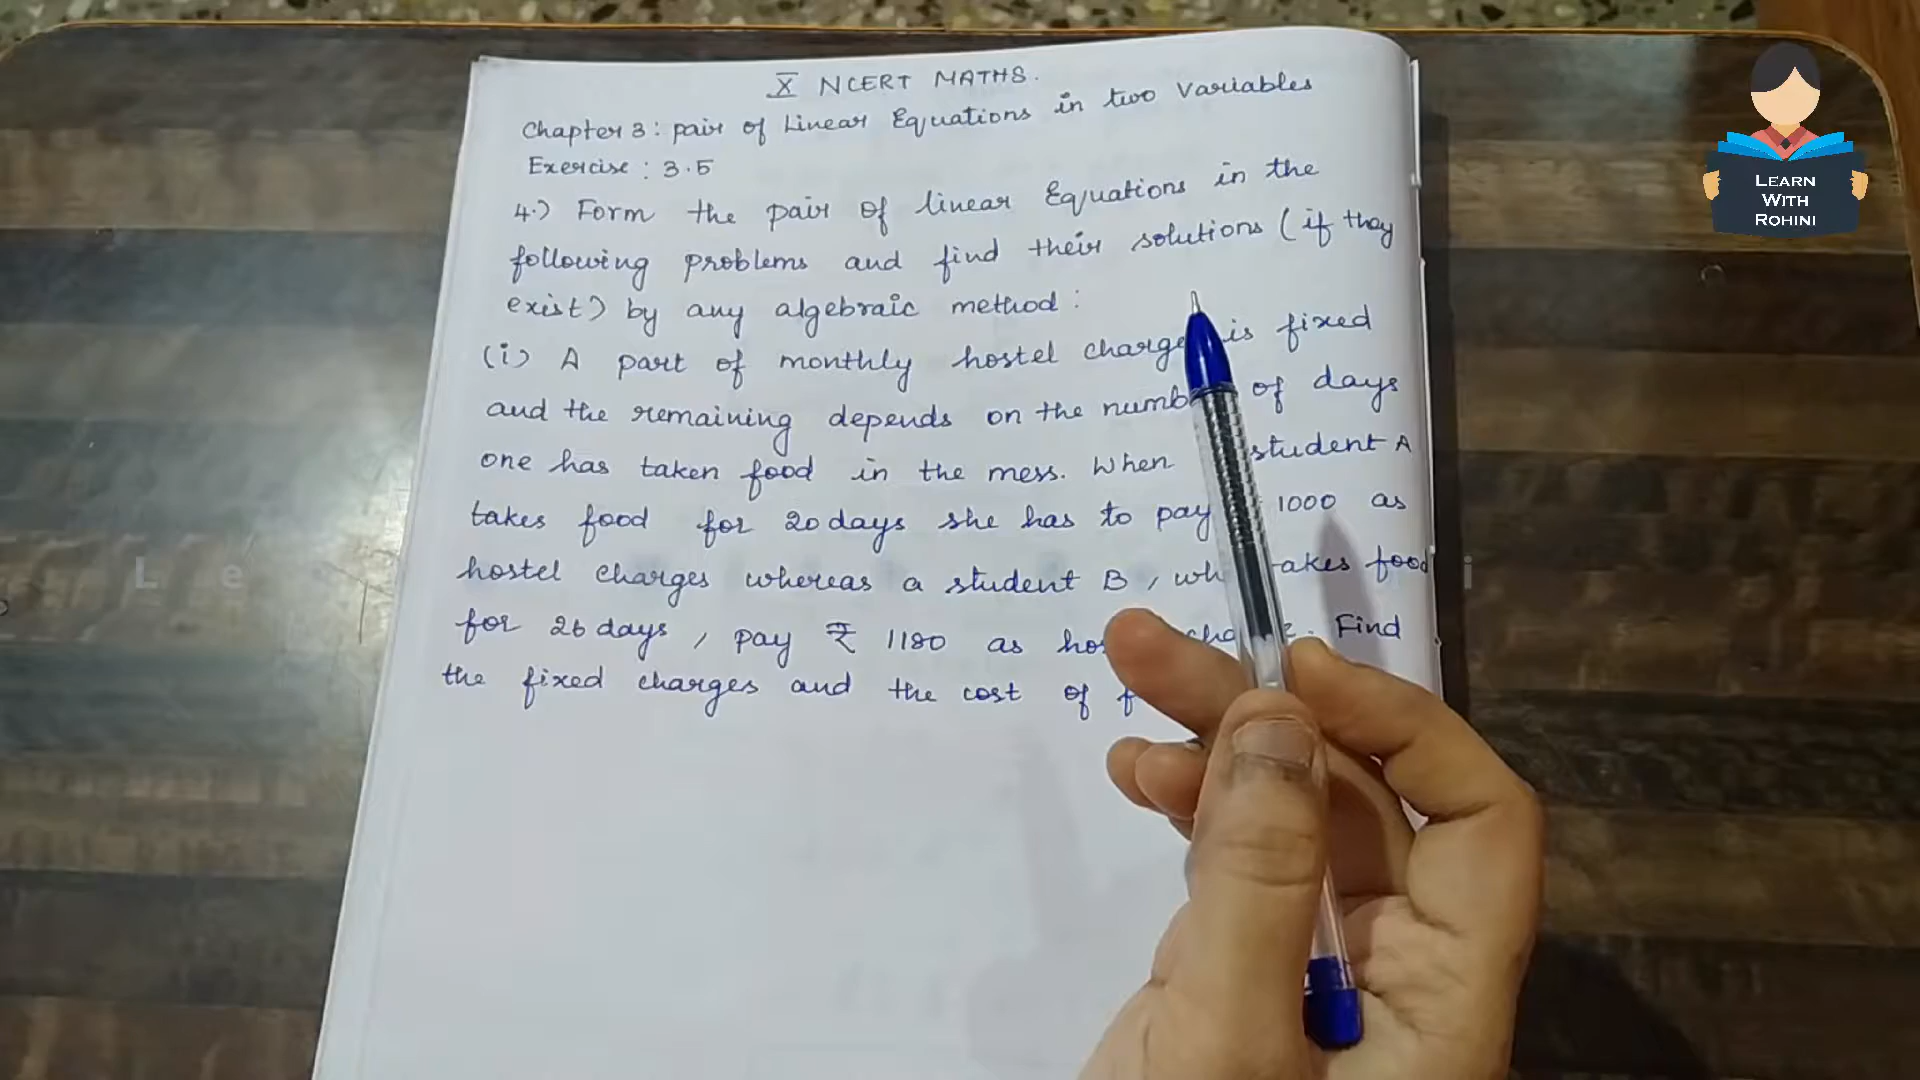 X NCERT MATHS.
Chapter 3: pair of Linear Equations in two variables
Exercise: 3.5
4.) Form the pair of linear Equations in the
following problems and find their solutions (if they
exist) by any algebraic method:
(i) A part of monthly hostel charge is fixed
and the remaining depends on the of days
one has taken food in the mess. When student A
takes food for 20 days she has to pay 1000 as
hostel charges whereas a student B, takes food
for 26 days, pay ₹ 1180 as Find
the fixed charges and the cost of
LEARN
WITH
ROHINI